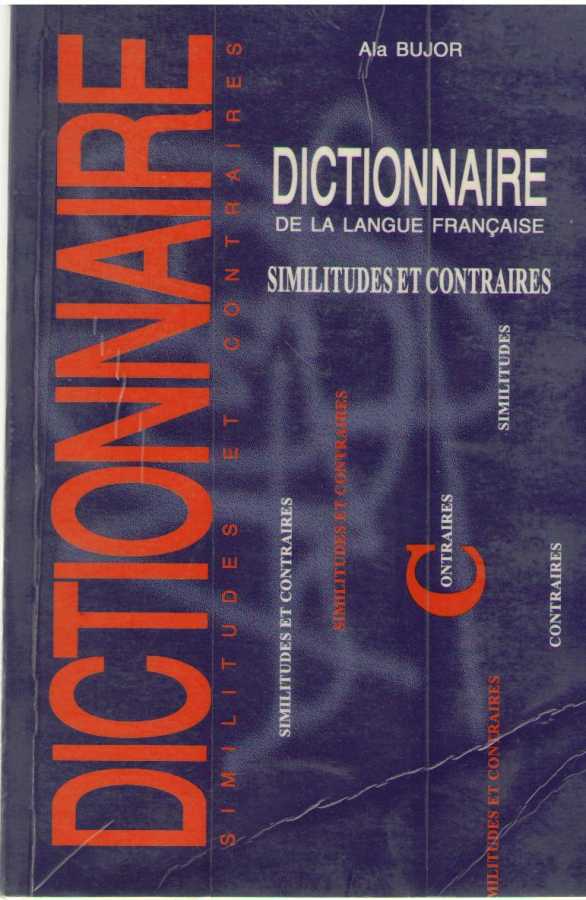 Ala BUJOR
DICTIONNAIRE
DE LA LANGUE FRANÇAISE
SIMILITUDES ET CONTRAIRES
DICTIONNAIRE
SIMILITUDES ET CONTRAIRES
SIMILITUDES ET CONTRAIRES
SIMILITUDES ET CONTRAIRES
CONTRAIRES
SIMILITUDES
CONTRAIRES
MILITUDES ET CONTRAIRES